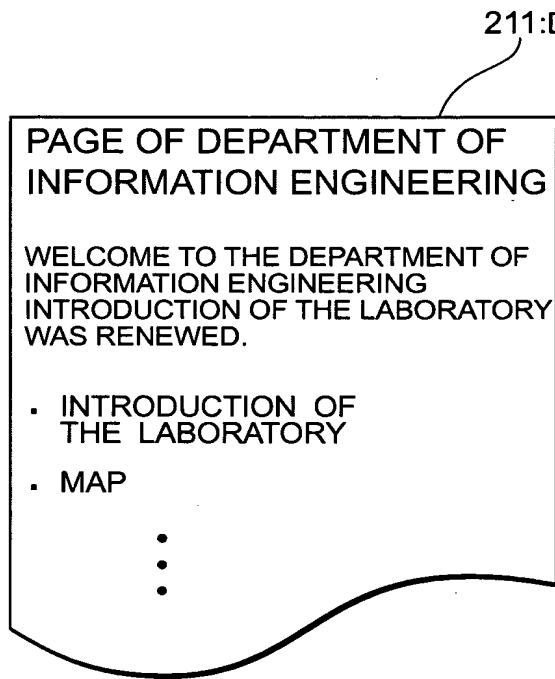 211:
PAGE OF DEPARTMENT OF
INFORMATION ENGINEERING
WELCOME TO THE DEPARTMENT OF
INFORMATION ENGINEERING
INTRODUCTION OF THE LABORATORY
WAS RENEWED.
. INTRODUCTION OF
THE LABORATORY
. MAP